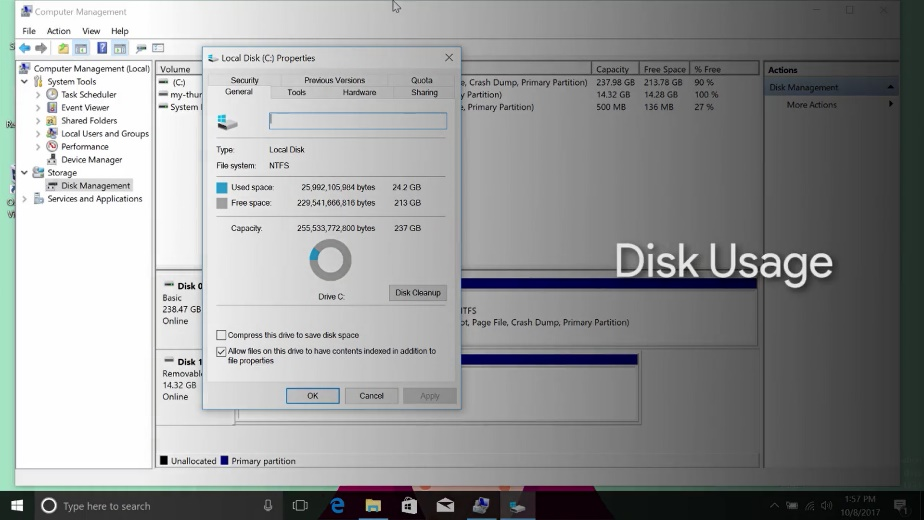 Computer Management
File Action View Help
Computer Management (Local)
System Tools
Task Scheduler
Event Viewer
Shared Folders
Local Users and Groups
Performance
Device Manager
Storage
Disk Management
Services and Applications
Volume
(C:)
my-thur
System
Capacity Free Space % Free
, Crash Dump, Primary Partition) 237.98 GB 213.78 GB 90 %
ry Partition) 14.32 GB 14.28 GB 100 %
rimary Partition) 500 MB 136 MB 27 %
Actions
Disk Management
More Actions
Local Disk (C:) Properties
Security Previous Versions Quota
General Tools Hardware Sharing
Type: Local Disk
File system: NTFS
Used space: 25,992,105,984 bytes 24.2 GB
Free space: 229,541,666,816 bytes 213 GB
Capacity: 255,533,772,800 bytes 237 GB
Drive C:
Disk Cleanup
Compress this drive to save disk space
Allow files on this drive to have contents indexed in addition to
file properties
OK Cancel Apply
Disk Usage
Disk 0
Basic
238.47 GB
Online
NTFS
ot, Page File, Crash Dump, Primary Partition)
Disk 1
Removable
14.32 GB
Online
Unallocated Primary partition
Type here to search
1:57 PM
10/8/2017